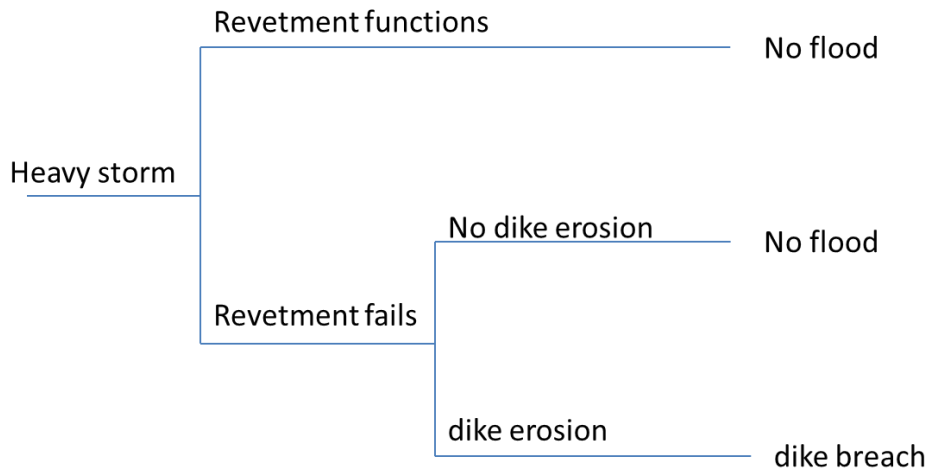 Revetment functions
No flood
Heavy storm
No dike erosion
No flood
Revetment fails
dike erosion
dike breach